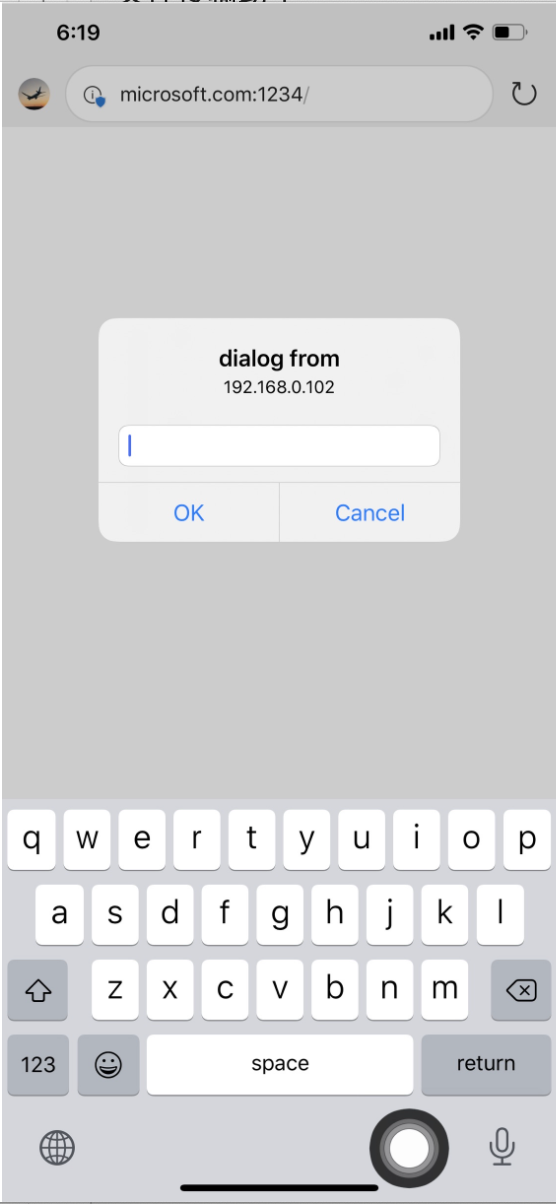 6:19
microsoft.com:1234/
dialog from
192.168.0.102
OK
Cancel
q w e r t y u i o p
a s d f g h j k l
z x c v b n m
123
space
return